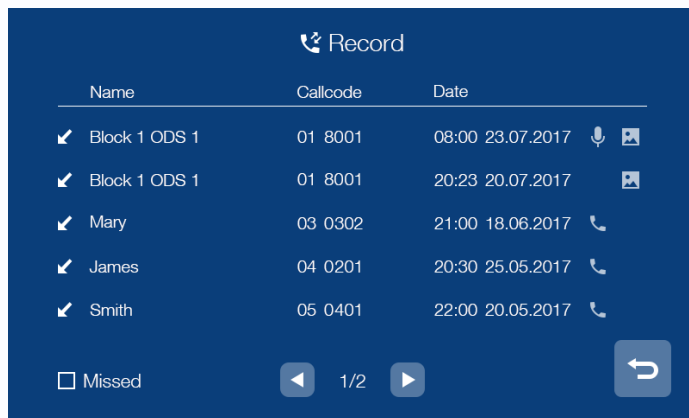 Record
Name Callcode Date
Block 1 ODS 1 01 8001 08:00 23.07.2017
Block 1 ODS 1 01 8001 20:23 20.07.2017
Mary 03 0302 21:00 18.06.2017
James 04 0201 20:30 25.05.2017
Smith 05 0401 22:00 20.05.2017
Missed 1/2